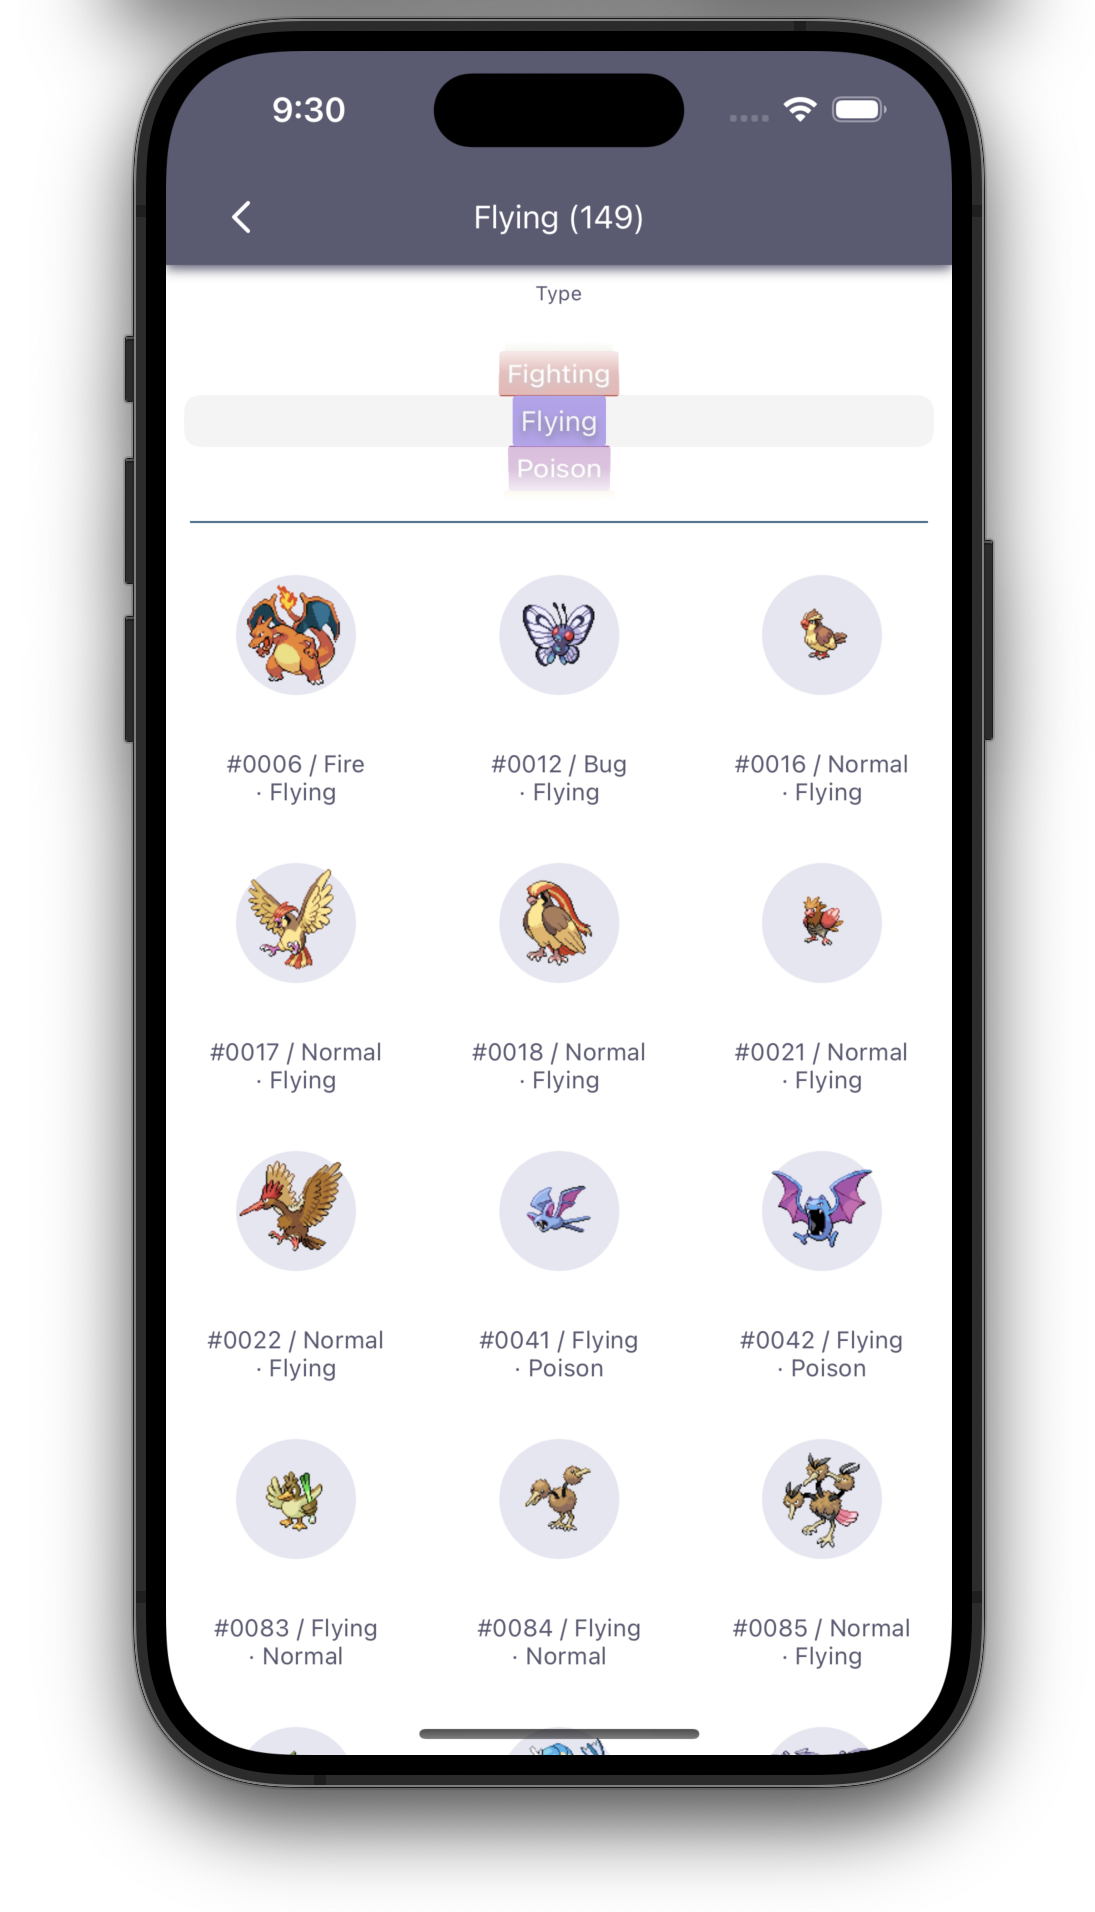 9:30
Flying (149)
Type
Fighting
Flying
Poison
#0006 / Fire
· Flying
#0012 / Bug
· Flying
#0016 / Normal
· Flying
#0017 / Normal
· Flying
#0018 / Normal
· Flying
#0021 / Normal
· Flying
#0022 / Normal
· Flying
#0041 / Flying
· Poison
#0042 / Flying
· Poison
#0083 / Flying
· Normal
#0084 / Flying
· Normal
#0085 / Normal
· Flying